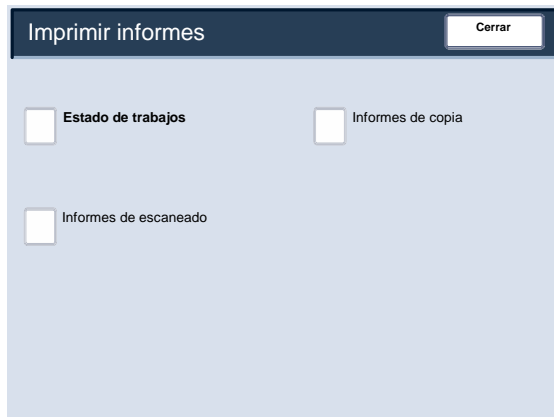 Imprimir informes
Cerrar
Estado de trabajos
Informes de copia
Informes de escaneado